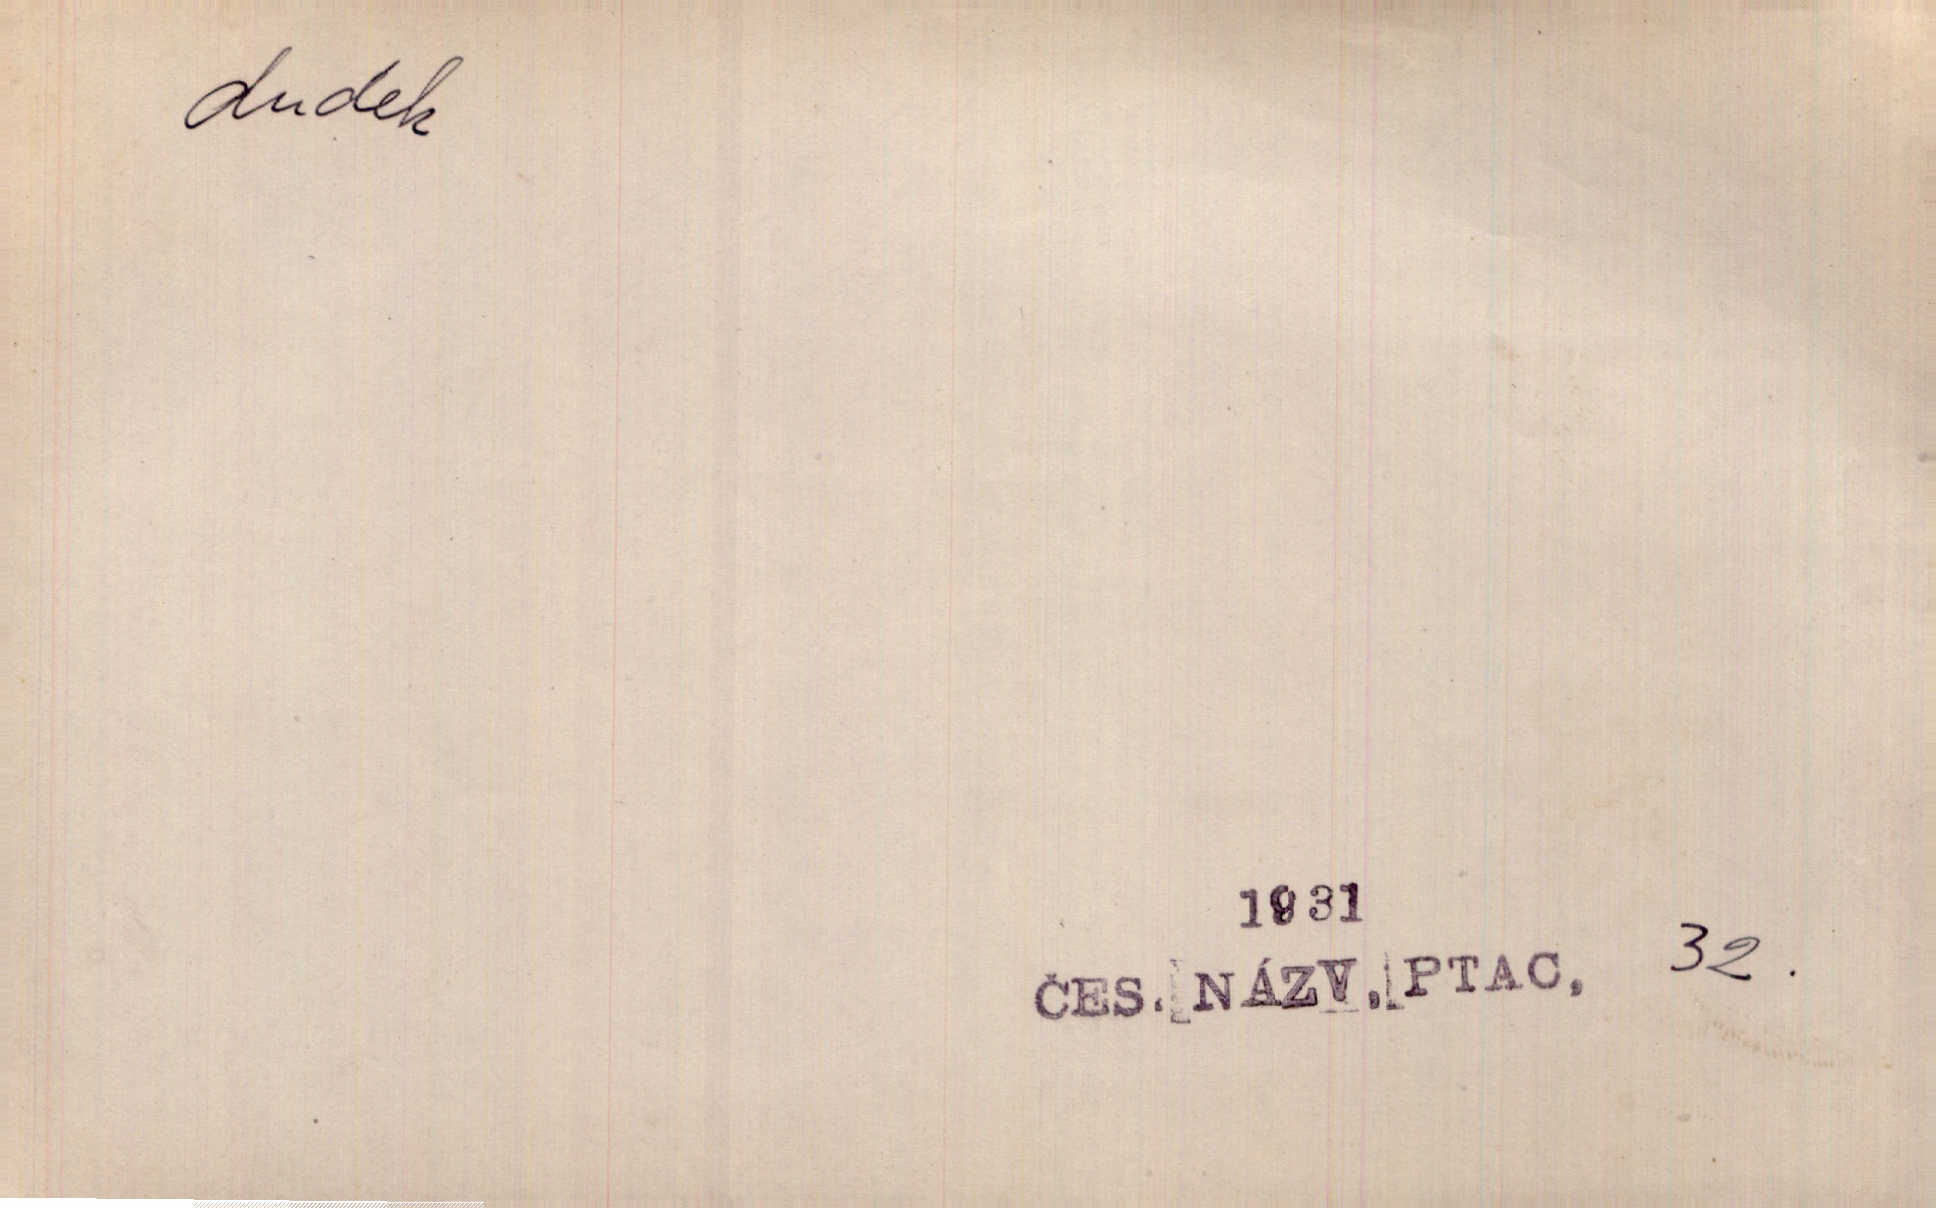 dudek
1931
ČES. NÁZV. PTAC, 32.